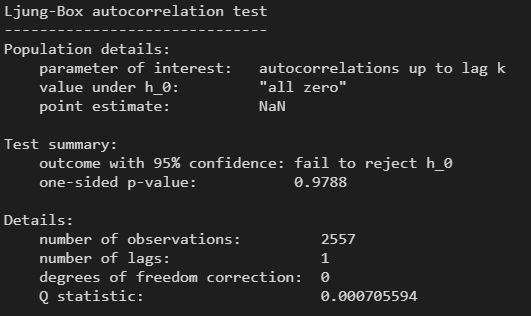 Ljung-Box autocorrelation test
------------------------------
Population details:
    parameter of interest:   autocorrelations up to lag k
    value under h_0:         "all zero"
    point estimate:          NaN

Test summary:
    outcome with 95% confidence: fail to reject h_0
    one-sided p-value:           0.9788

Details:
    number of observations:         2557
    number of lags:                 1
    degrees of freedom correction:  0
    Q statistic:                    0.000705594